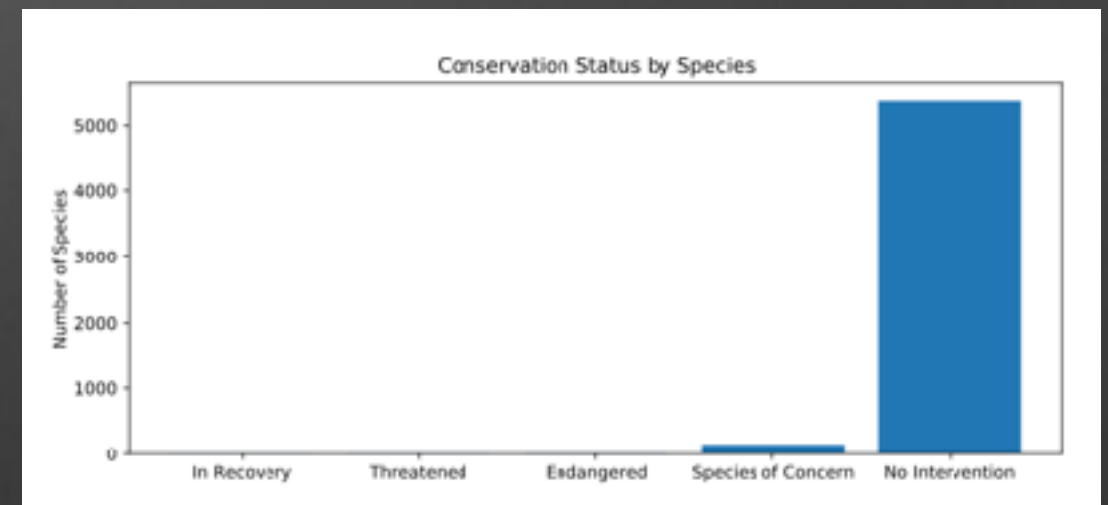 Conservation Status by Species
Number of Species
5000
4000
3000
2000
1000
0
In Recovery
Threatened
Endangered
Species of Concern
No Intervention